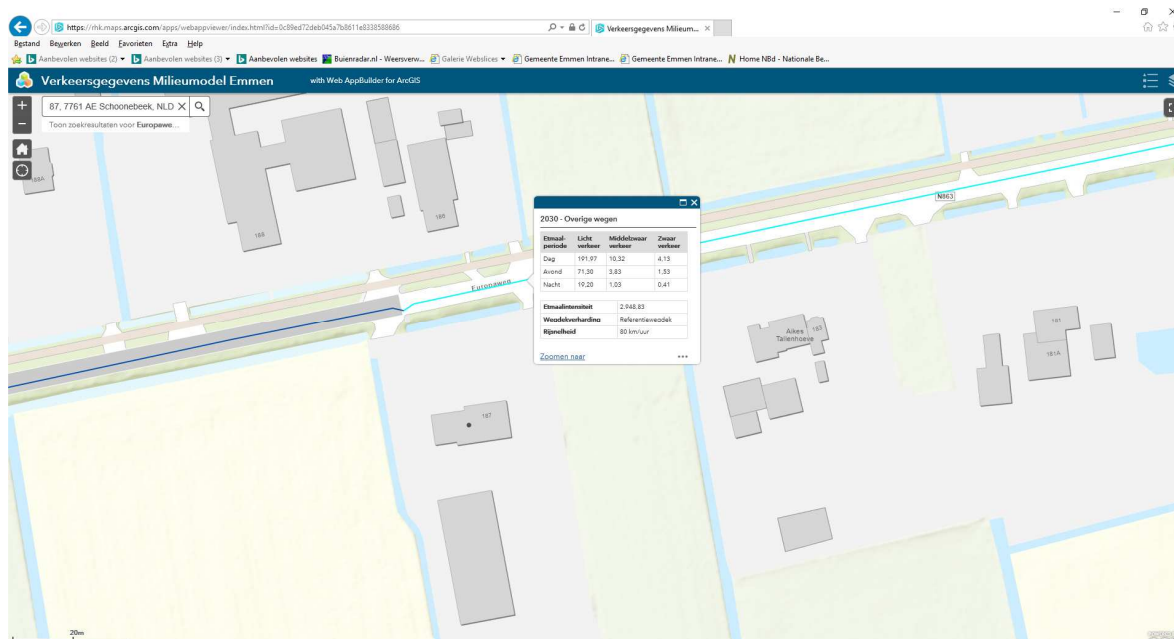 https://rhk.maps.arcgis.com/apps/webappviewer/index.html?id=0c89ed72deb045a7b8611e8338588686
Verkeersgegevens Milieum...
Bestand Bewerken Beeld Favorieten Extra Help
Aanbevolen websites (2) Aanbevolen websites (3) Aanbevolen websites Buienradar.nl - Weersverw... Galerie Webslices Gemeente Emmen Intrane... Gemeente Emmen Intrane... Home NBd - Nationale Be...
Verkeersgegevens Milieumodel Emmen with Web AppBuilder for ArcGIS
87, 7761 AE Schoonebeek, NLD
Toon zoekresultaten voor Europawe...
188A
188
186
N863
Europaweg
2030 - Overige wegen
Etmaal-periode Licht verkeer Middelzwaar verkeer Zwaar verkeer
Dag 191,97 10,32 4,13
Avond 71,30 3,83 1,53
Nacht 19,20 1,03 0,41
Etmaalintensiteit 2.948,83
Wegdekverharding Referentiewegdek
Rijsnelheid 80 km/uur
Zoomen naar
Aikes Tallenhoeve
183
181
181A
187
20m